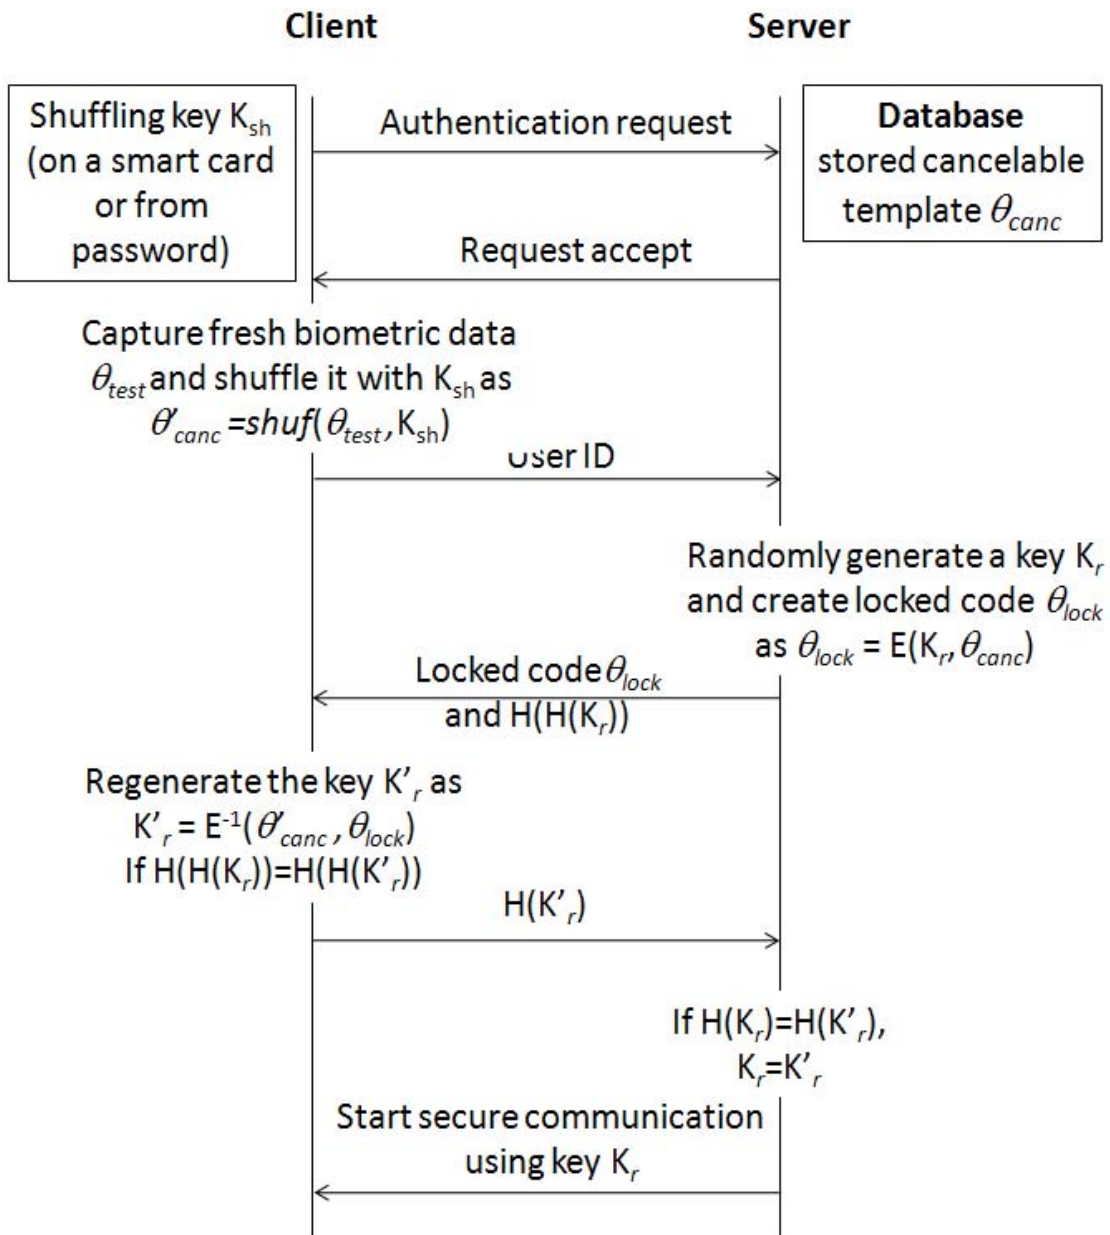 Client
Server
Shuffling key K_sh
(on a smart card
or from
password)
Authentication request
Database
stored cancelable
template θ_canc
Request accept
Capture fresh biometric data
θ_test and shuffle it with K_sh as
θ'_canc =shuf(θ_test,K_sh)
User ID
Randomly generate a key K_r
and create locked code θ_lock
as θ_lock = E(K_r,θ_canc)
Locked code θ_lock
and H(H(K_r))
Regenerate the key K'_r as
K'_r = E^-1(θ'_canc,θ_lock)
If H(H(K_r))=H(H(K'_r))
H(K'_r)
If H(K_r)=H(K'_r),
K_r=K'_r
Start secure communication
using key K_r